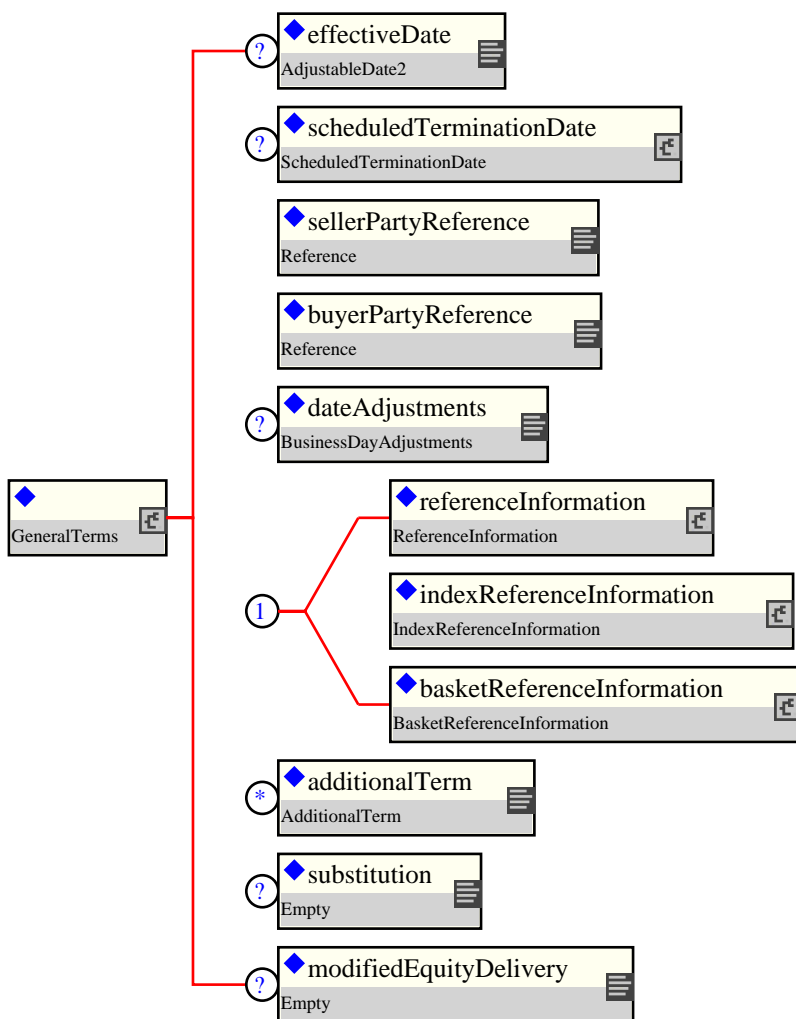 ?
effectiveDate
AdjustableDate2
?
scheduledTerminationDate
ScheduledTerminationDate
sellerPartyReference
Reference
buyerPartyReference
Reference
?
dateAdjustments
BusinessDayAdjustments
GeneralTerms
1
referenceInformation
ReferenceInformation
indexReferenceInformation
IndexReferenceInformation
basketReferenceInformation
BasketReferenceInformation
*
additionalTerm
AdditionalTerm
?
substitution
Empty
?
modifiedEquityDelivery
Empty